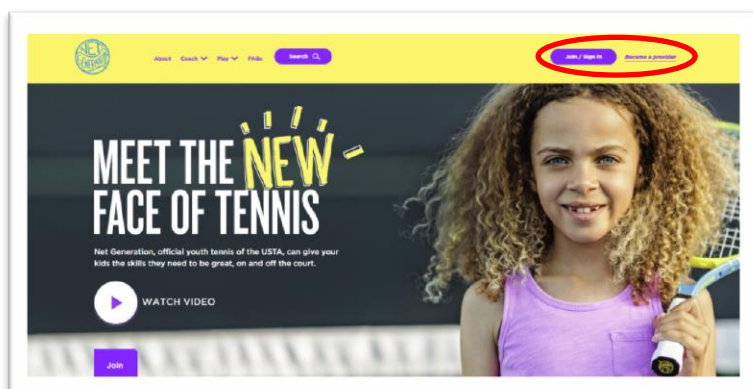 NET
GENERATION
About Coach Play FAQs Search Join / Sign In Become a provider
MEET THE NEW
FACE OF TENNIS
Net Generation, official youth tennis of the USTA, can give your
kids the skills they need to be great, on and off the court.
WATCH VIDEO
Join